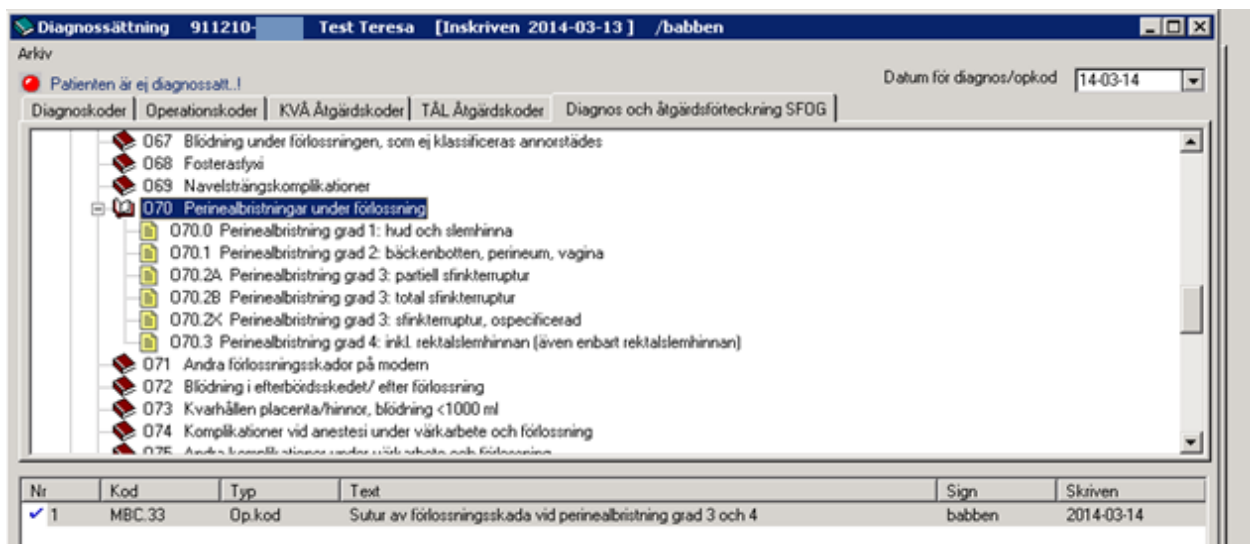 Diagnossättning 911210- Test Teresa [Inskriven 2014-03-13 ] /babben
Arkiv
Patienten är ej diagnossatt..!
Datum för diagnos/opkod 14-03-14
Diagnoskoder Operationskoder KVÅ Åtgärdskoder TÅL Åtgärdskoder Diagnos och åtgärdsförteckning SFOG
O67 Blödning under förlossningen, som ej klassificeras annorstädes
O68 Fosterasfyxi
O69 Navelsträngskomplikationer
O70 Perinealbristningar under förlossning
O70.0 Perinealbristning grad 1: hud och slemhinna
O70.1 Perinealbristning grad 2: bäckenbotten, perineum, vagina
O70.2A Perinealbristning grad 3: partiell sfinkterruptur
O70.2B Perinealbristning grad 3: total sfinkterruptur
O70.2X Perinealbristning grad 3: sfinkterruptur, ospecificerad
O70.3 Perinealbristning grad 4: inkl. rektalslemhinnan (även enbart rektalslemhinnan)
O71 Andra förlossningsskador på modern
O72 Blödning i efterbördsskedet/ efter förlossning
O73 Kvarhållen placenta/hinnor, blödning <1000 ml
O74 Komplikationer vid anestesi under värkarbete och förlossning
O75 Andra komplikationer under värkarbete och förlossning
Nr Kod Typ Text Sign Skriven
1 MBC.33 Op.kod Sutur av förlossningsskada vid perinealbristning grad 3 och 4 babben 2014-03-14